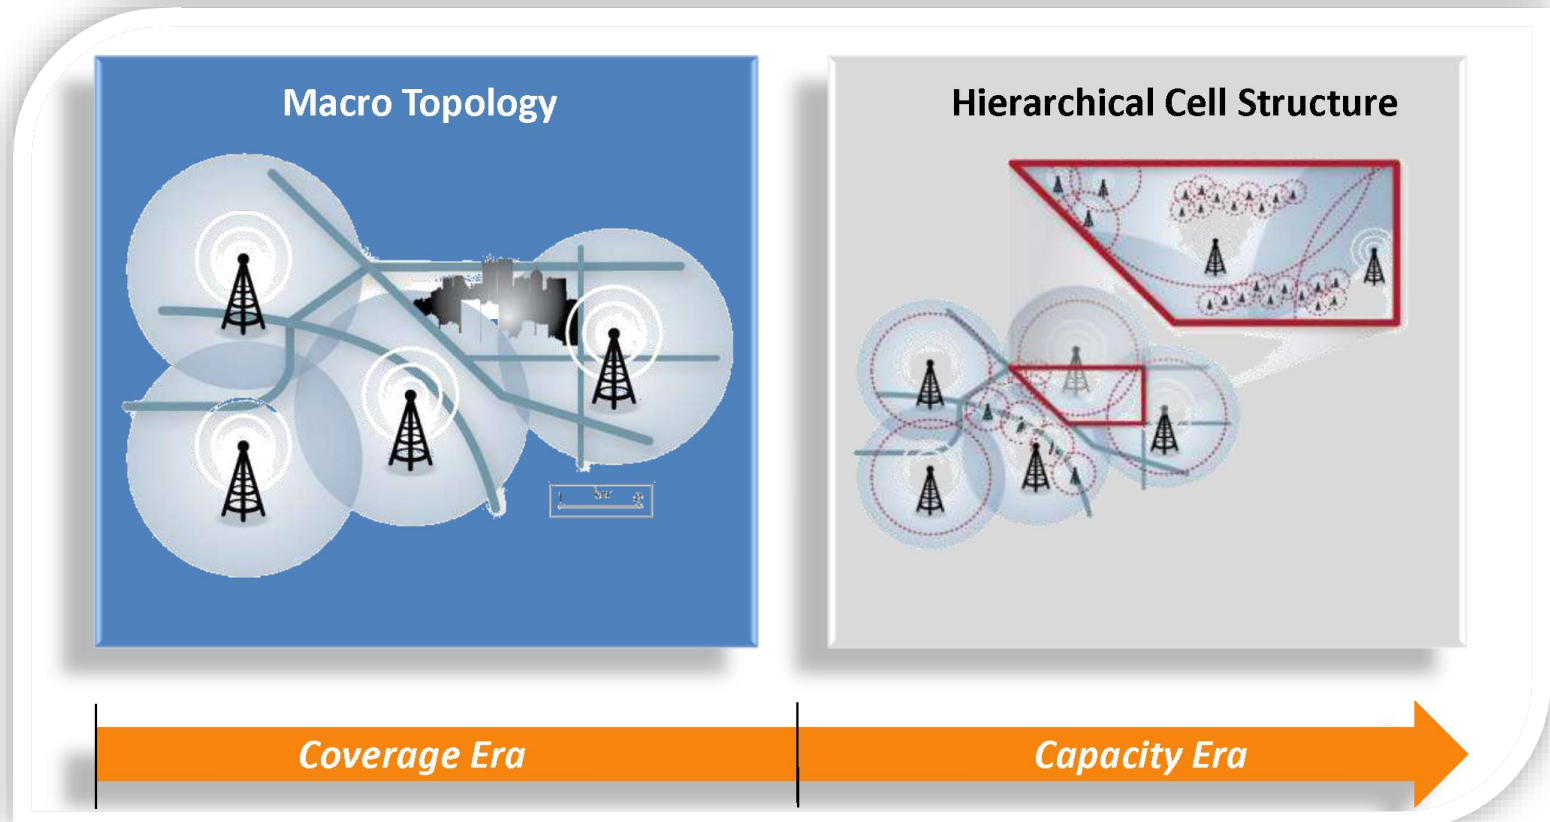 Macro Topology
Hierarchical Cell Structure
Coverage Era
Capacity Era